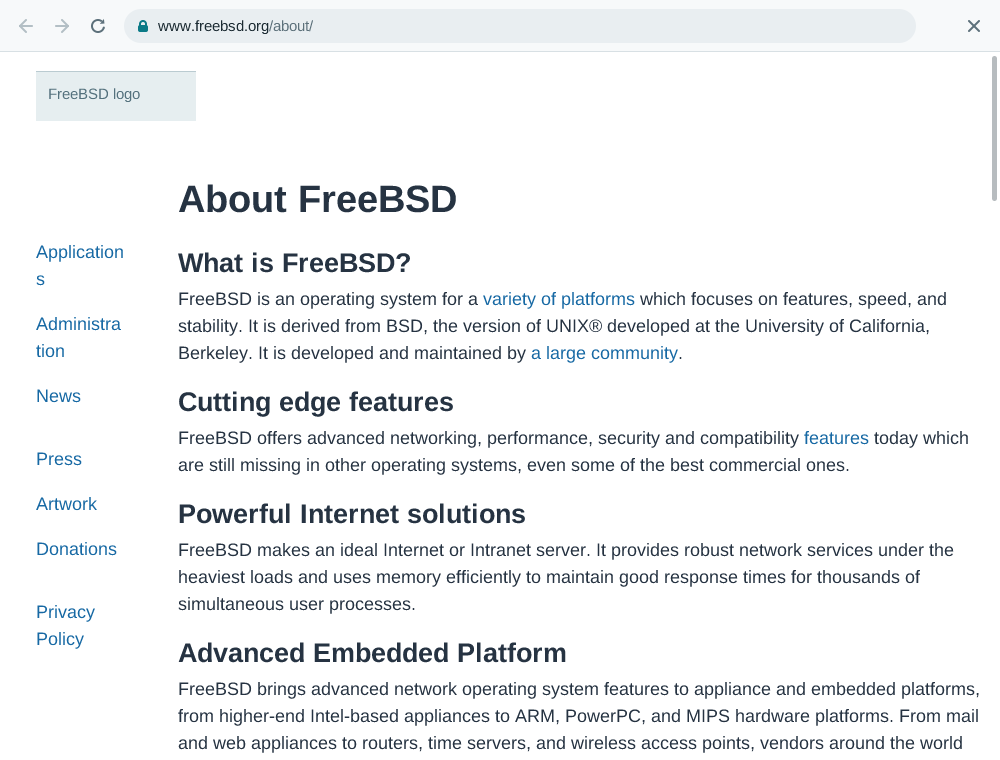 www.freebsd.org/about/
FreeBSD logo
About FreeBSD
Application
s
Administra
tion
News
Press
Artwork
Donations
Privacy
Policy
What is FreeBSD?
FreeBSD is an operating system for a variety of platforms which focuses on features, speed, and
stability. It is derived from BSD, the version of UNIX® developed at the University of California,
Berkeley. It is developed and maintained by a large community.
Cutting edge features
FreeBSD offers advanced networking, performance, security and compatibility features today which
are still missing in other operating systems, even some of the best commercial ones.
Powerful Internet solutions
FreeBSD makes an ideal Internet or Intranet server. It provides robust network services under the
heaviest loads and uses memory efficiently to maintain good response times for thousands of
simultaneous user processes.
Advanced Embedded Platform
FreeBSD brings advanced network operating system features to appliance and embedded platforms,
from higher-end Intel-based appliances to ARM, PowerPC, and MIPS hardware platforms. From mail
and web appliances to routers, time servers, and wireless access points, vendors around the world